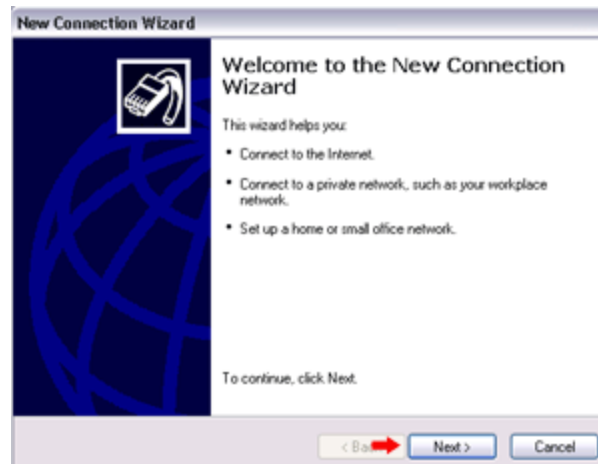 New Connection Wizard
Welcome to the New Connection
Wizard
This wizard helps you:
• Connect to the Internet.
• Connect to a private network, such as your workplace
network.
• Set up a home or small office network.
To continue, click Next.
< Ba
Next >
Cancel